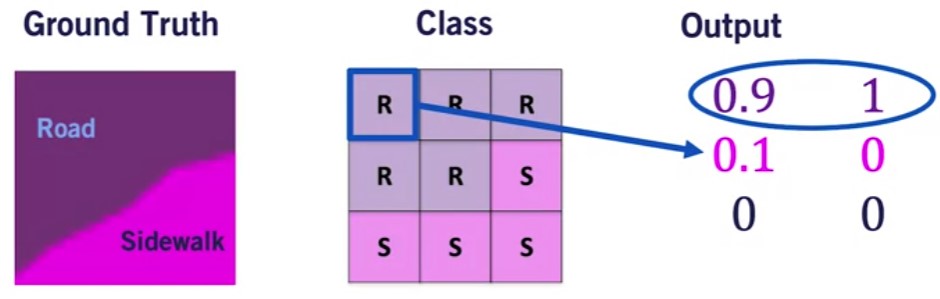 Ground Truth
Class
Output
Road
Sidewalk
R R R
R R S
S S S
0.9 1
0.1 0
0 0